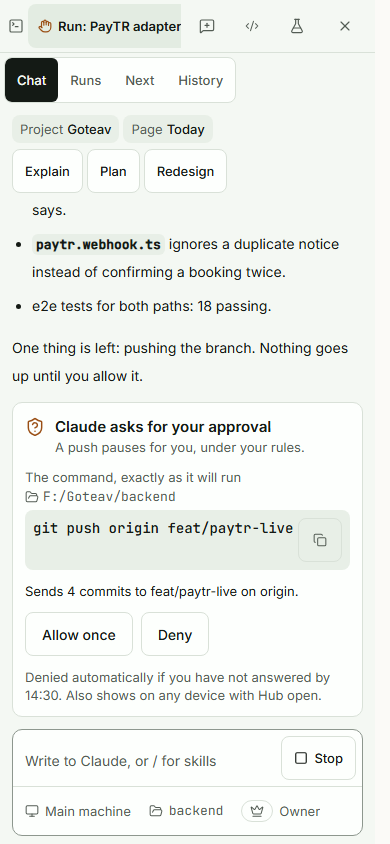 Run: PayTR adapter
Chat Runs Next History
Project Goteav Page Today
Explain Plan Redesign
says.
paytr.webhook.ts ignores a duplicate notice
instead of confirming a booking twice.
e2e tests for both paths: 18 passing.
One thing is left: pushing the branch. Nothing goes
up until you allow it.
Claude asks for your approval
A push pauses for you, under your rules.
The command, exactly as it will run
F:/Goteav/backend
git push origin feat/paytr-live
Sends 4 commits to feat/paytr-live on origin.
Allow once Deny
Denied automatically if you have not answered by
14:30. Also shows on any device with Hub open.
Write to Claude, or / for skills Stop
Main machine backend Owner